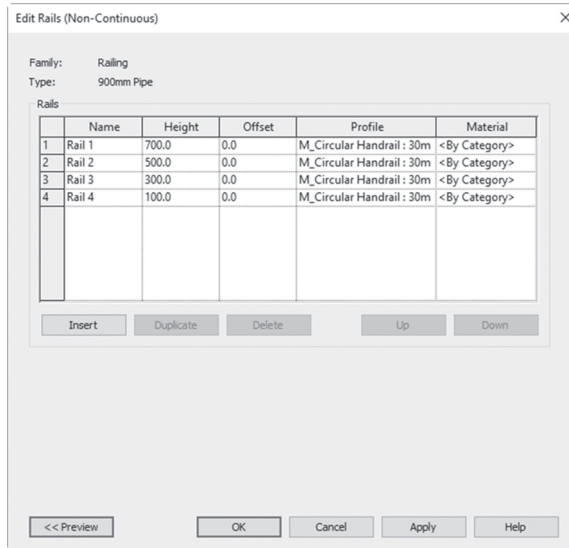 Edit Rails (Non-Continuous)
Family: Railing
Type: 900mm Pipe
Rails
Name Height Offset Profile Material
1 Rail 1 700.0 0.0 M_Circular Handrail : 30m <By Category>
2 Rail 2 500.0 0.0 M_Circular Handrail : 30m <By Category>
3 Rail 3 300.0 0.0 M_Circular Handrail : 30m <By Category>
4 Rail 4 100.0 0.0 M_Circular Handrail : 30m <By Category>
Insert Duplicate Delete Up Down
<< Preview OK Cancel Apply Help